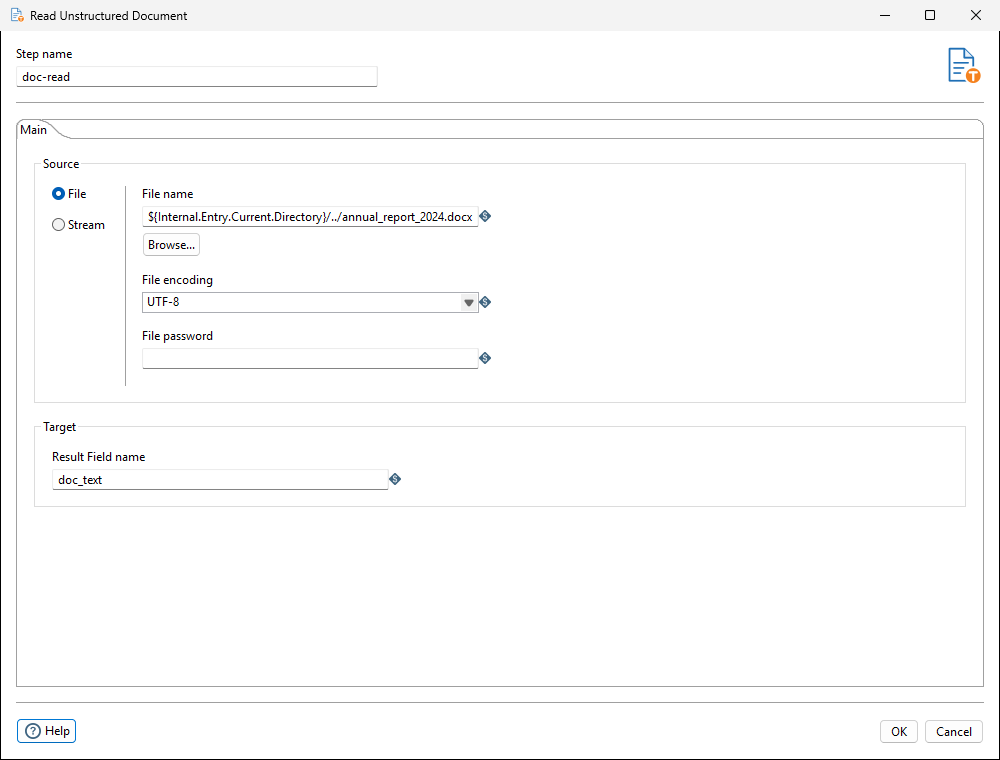 Read Unstructured Document
Step name
doc-read
T
Main
Source
File
Stream
File name
${Internal.Entry.Current.Directory}/../annual_report_2024.docx
S
Browse...
File encoding
UTF-8
S
File password
S
Target
Result Field name
doc_text
S
? Help
OK
Cancel